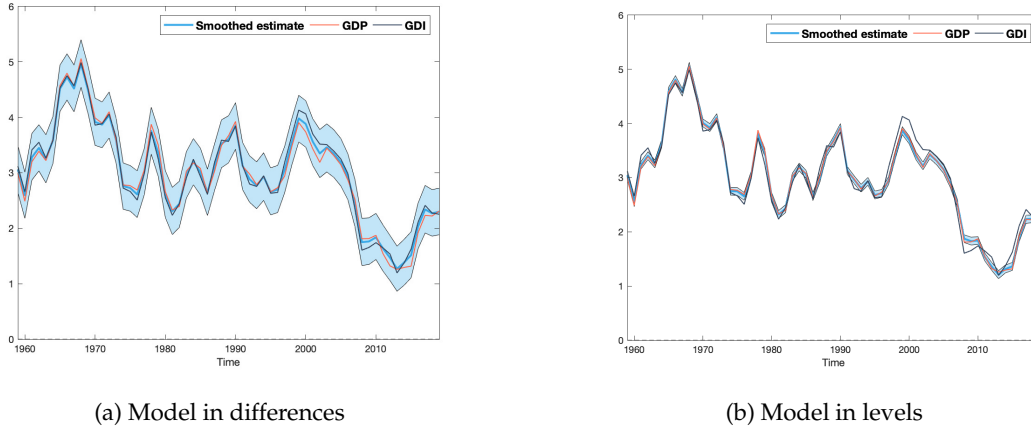 Smoothed estimate GDP GDI
6
5
4
3
2
1
0
1960 1970 1980 1990 2000 2010
Time
(a) Model in differences
Smoothed estimate GDP GDI
6
5
4
3
2
1
0
1960 1970 1980 1990 2000 2010
Time
(b) Model in levels